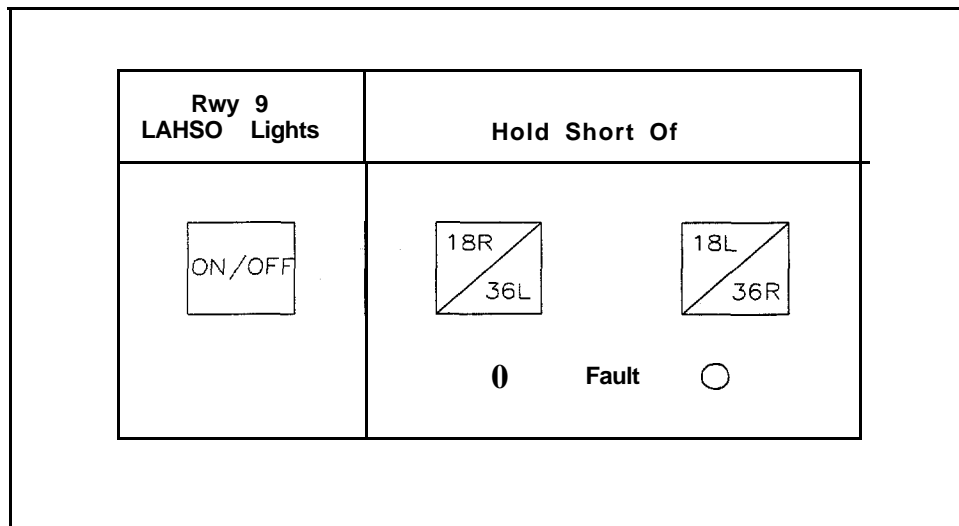 Rwy 9
LAHSO Lights
Hold Short Of
ON/OFF
18R
36L
18L
36R
0 Fault